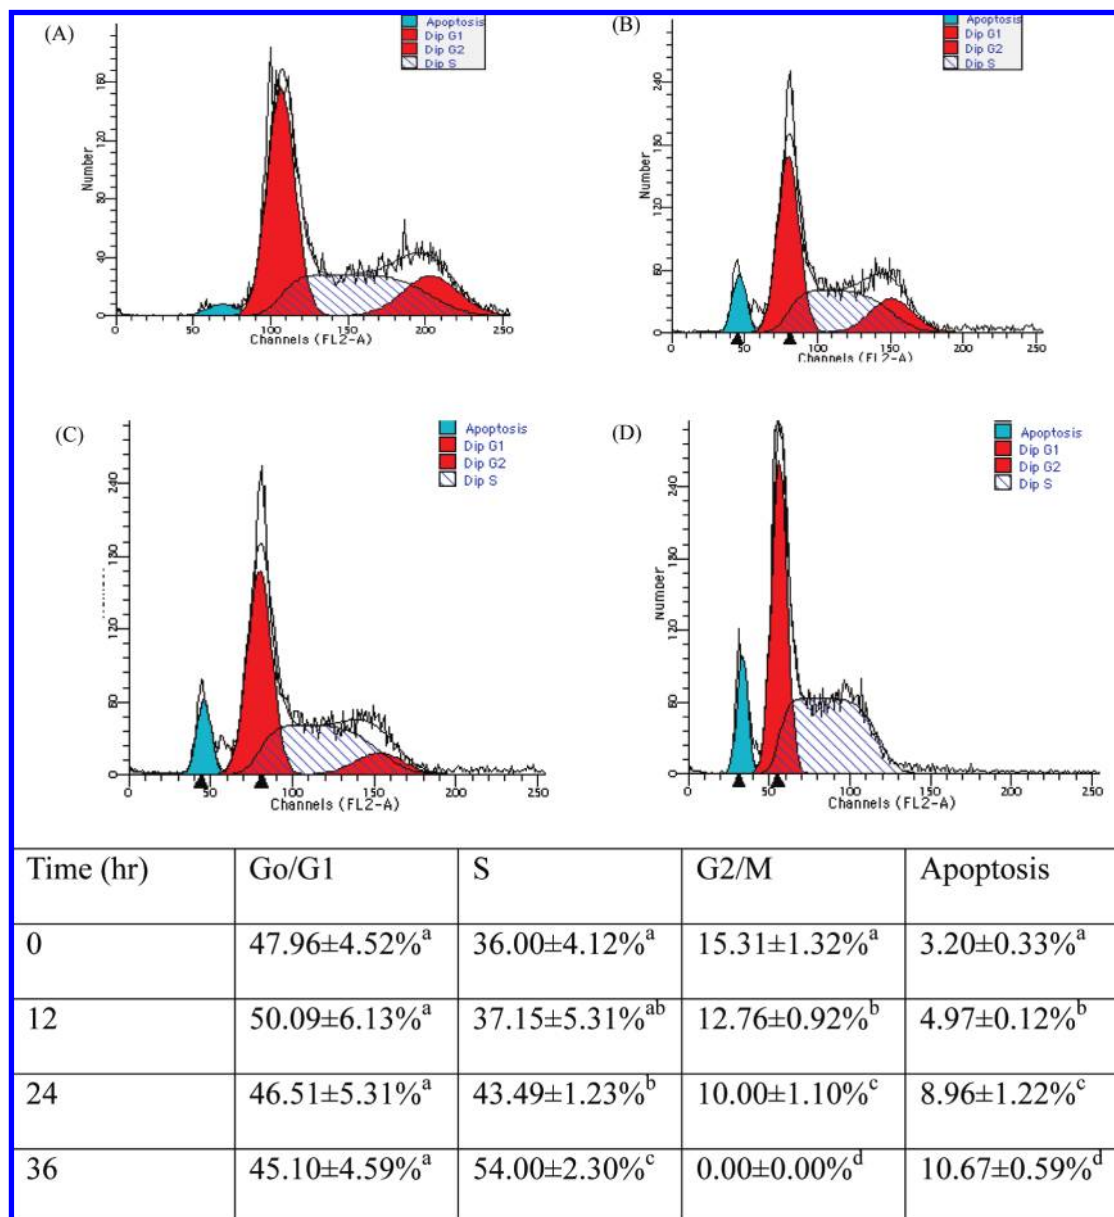 (A)
Apoptosis
Dip G1
Dip G2
Dip S
Number
0 40 80 120 160
0 50 100 150 200 250
Channels (FL2-A)
(B)
Apoptosis
Dip G1
Dip G2
Dip S
Number
0 60 120 180 240
0 50 100 150 200 250
Channels (FL2-A)
(C)
Apoptosis
Dip G1
Dip G2
Dip S
0 60 120 180 240
0 50 100 150 200 250
Channels (FL2-A)
(D)
Apoptosis
Dip G1
Dip G2
Dip S
Number
0 60 120 180 240
0 50 100 150 200 250
Channels (FL2-A)
Time (hr) Go/G1 S G2/M Apoptosis
0 47.96±4.52%a 36.00±4.12%a 15.31±1.32%a 3.20±0.33%a
12 50.09±6.13%a 37.15±5.31%ab 12.76±0.92%b 4.97±0.12%b
24 46.51±5.31%a 43.49±1.23%b 10.00±1.10%c 8.96±1.22%c
36 45.10±4.59%a 54.00±2.30%c 0.00±0.00%d 10.67±0.59%d